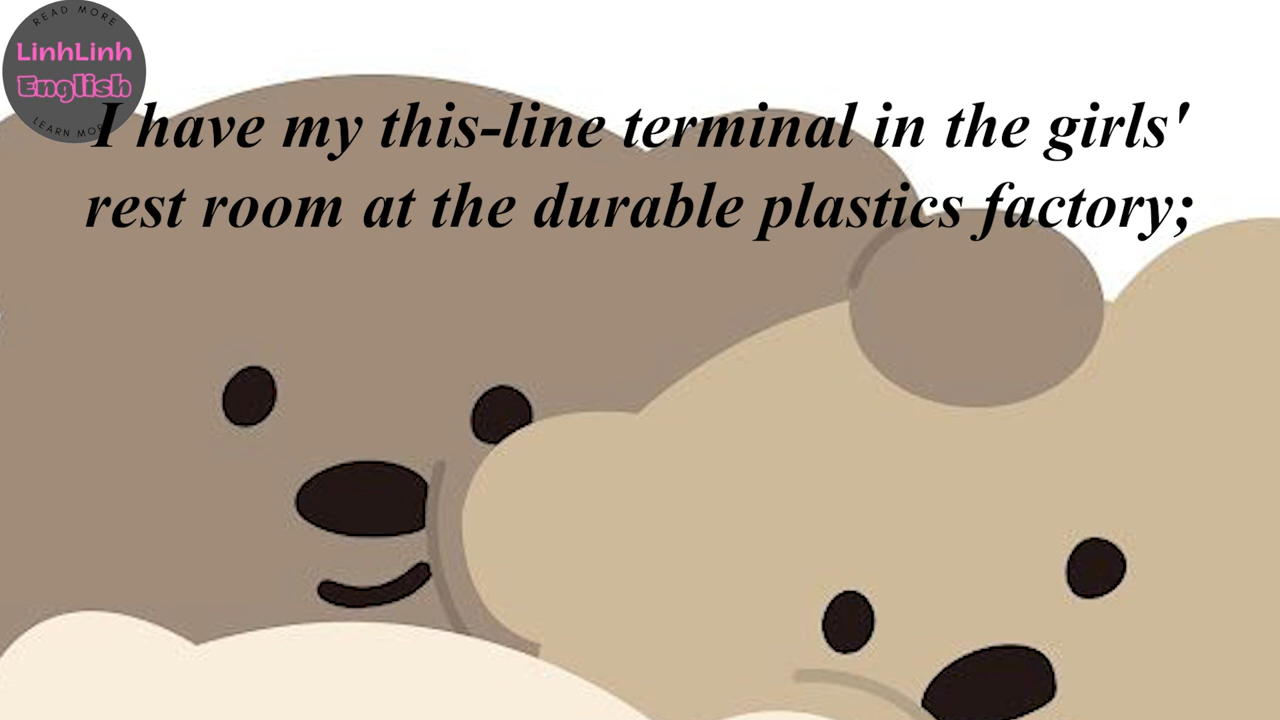 READ MORE
LinhLinh
English
LEARN MORE
I have my this-line terminal in the girls'
rest room at the durable plastics factory;